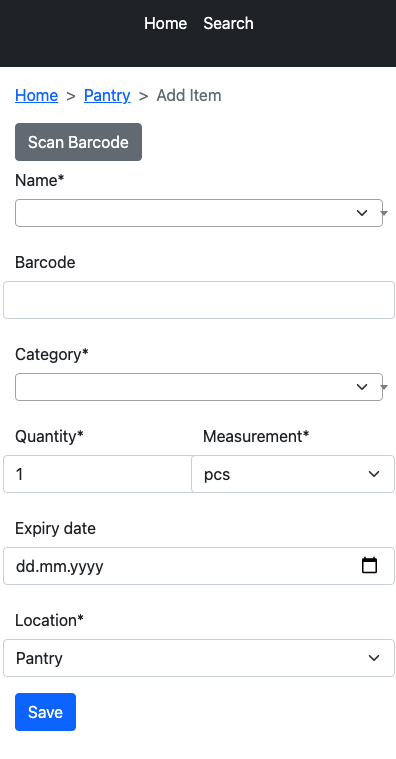 Home Search
Home > Pantry > Add Item
Scan Barcode
Name*
Barcode
Category*
Quantity* Measurement*
1 pcs
Expiry date
dd.mm.yyyy
Location*
Pantry
Save